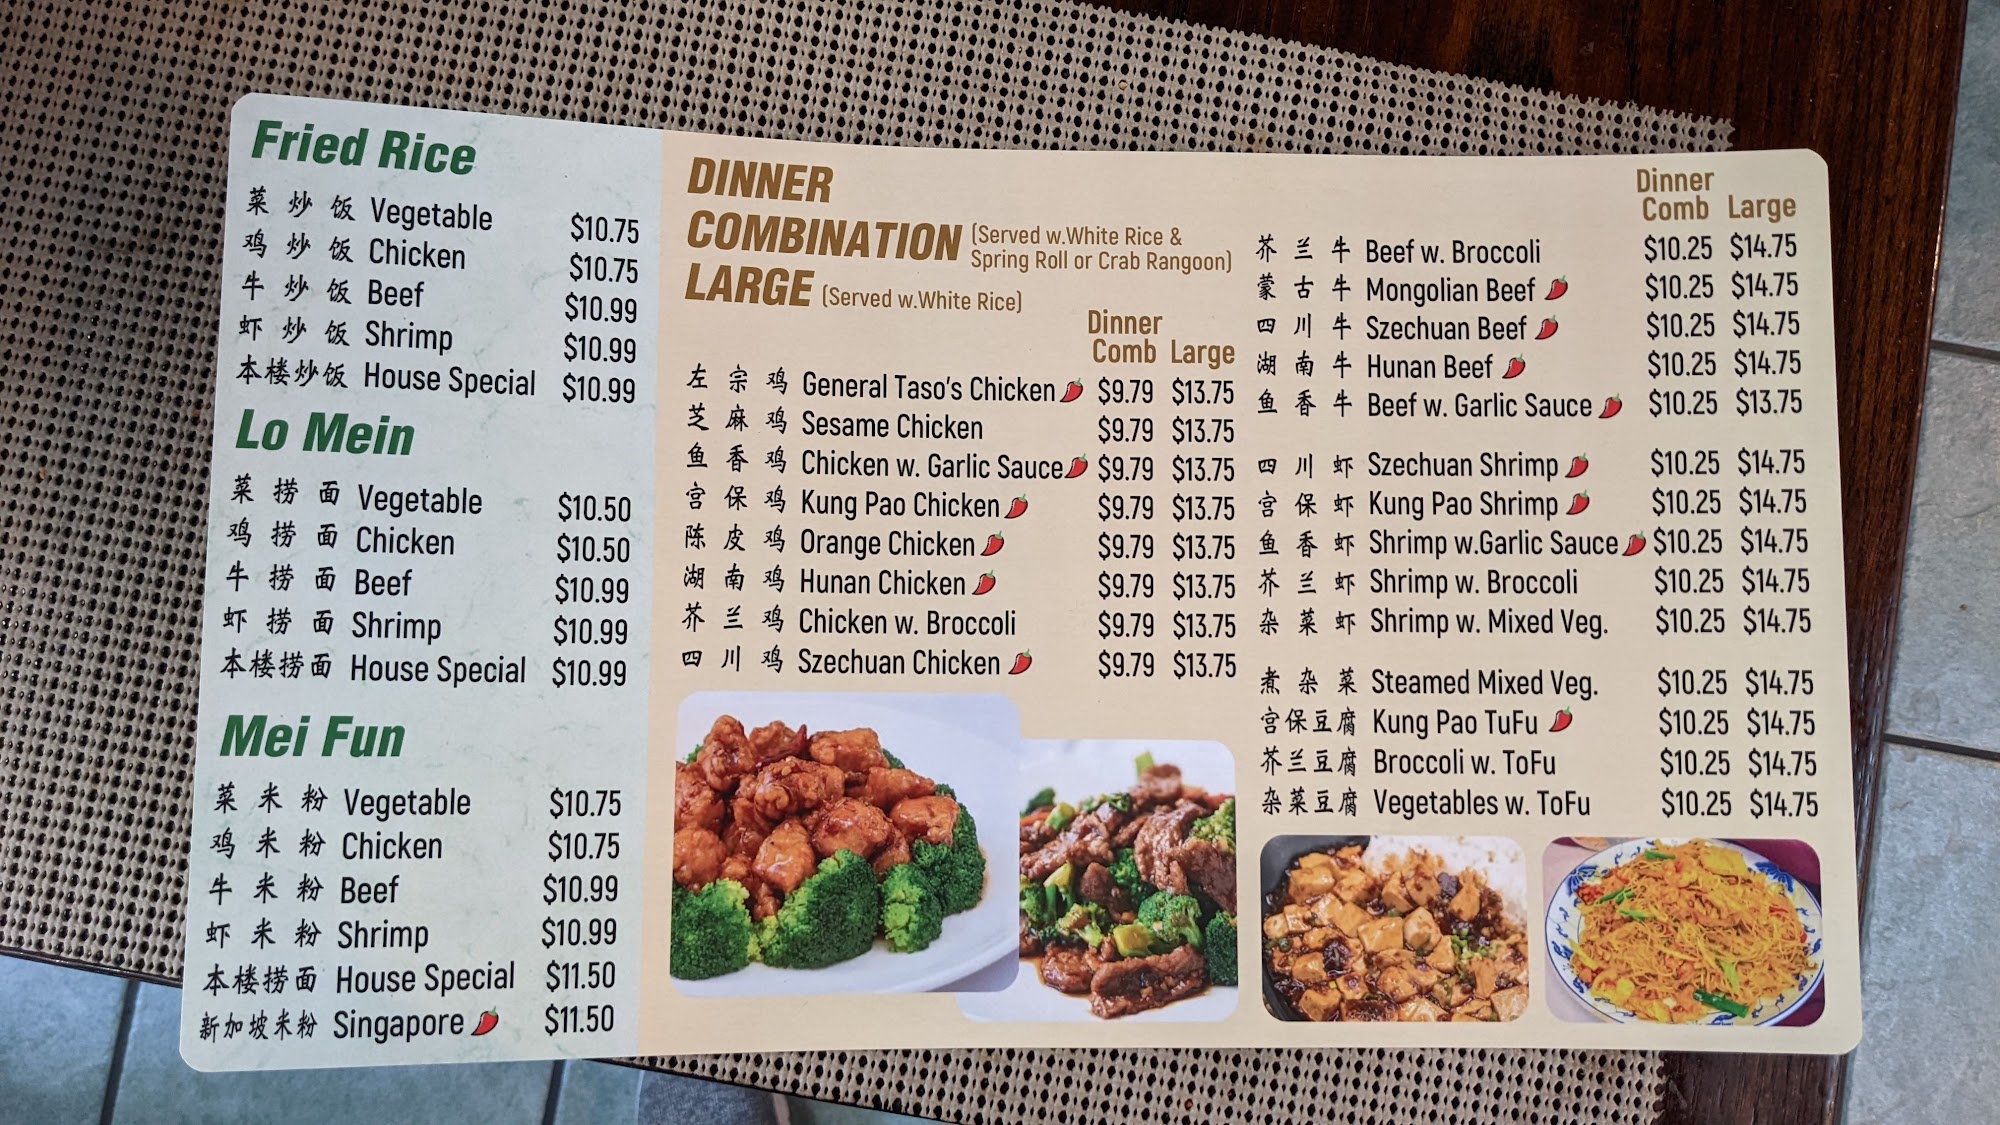 Fried Rice
菜炒饭 Vegetable $10.75
鸡炒饭 Chicken $10.75
牛炒饭 Beef $10.99
虾炒饭 Shrimp $10.99
本楼炒饭 House Special $10.99
Lo Mein
菜捞面 Vegetable $10.50
鸡捞面 Chicken $10.50
牛捞面 Beef $10.99
虾捞面 Shrimp $10.99
本楼捞面 House Special $10.99
Mei Fun
菜米粉 Vegetable $10.75
鸡米粉 Chicken $10.75
牛米粉 Beef $10.99
虾米粉 Shrimp $10.99
本楼捞面 House Special $11.50
新加坡米粉 Singapore $11.50
DINNER
COMBINATION (Served w.White Rice &
Spring Roll or Crab Rangoon)
LARGE (Served w.White Rice)
Dinner
Comb Large
左宗鸡 General Taso's Chicken $9.79 $13.75
芝麻鸡 Sesame Chicken $9.79 $13.75
鱼香鸡 Chicken w. Garlic Sauce $9.79 $13.75
宫保鸡 Kung Pao Chicken $9.79 $13.75
陈皮鸡 Orange Chicken $9.79 $13.75
湖南鸡 Hunan Chicken $9.79 $13.75
芥兰鸡 Chicken w. Broccoli $9.79 $13.75
四川鸡 Szechuan Chicken $9.79 $13.75
Dinner
Comb Large
芥兰牛 Beef w. Broccoli $10.25 $14.75
蒙古牛 Mongolian Beef $10.25 $14.75
四川牛 Szechuan Beef $10.25 $14.75
湖南牛 Hunan Beef $10.25 $14.75
鱼香牛 Beef w. Garlic Sauce $10.25 $13.75
四川虾 Szechuan Shrimp $10.25 $14.75
宫保虾 Kung Pao Shrimp $10.25 $14.75
鱼香虾 Shrimp w.Garlic Sauce $10.25 $14.75
芥兰虾 Shrimp w. Broccoli $10.25 $14.75
杂菜虾 Shrimp w. Mixed Veg. $10.25 $14.75
煮杂菜 Steamed Mixed Veg. $10.25 $14.75
宫保豆腐 Kung Pao TuFu $10.25 $14.75
芥兰豆腐 Broccoli w. ToFu $10.25 $14.75
杂菜豆腐 Vegetables w. ToFu $10.25 $14.75